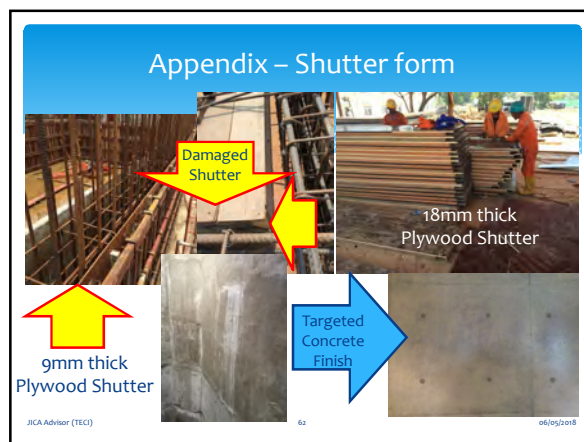 Appendix – Shutter form
Damaged
Shutter
18mm thick
Plywood Shutter
9mm thick
Plywood Shutter
Targeted
Concrete
Finish
JICA Advisor (TECI)
62
06/05/2018